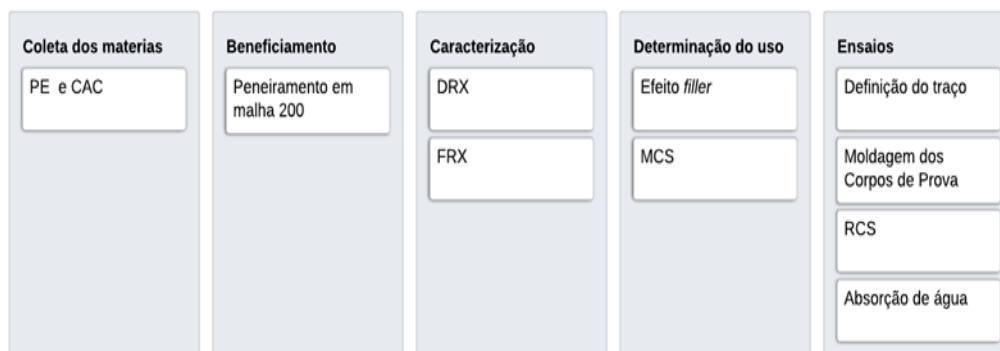 Coleta dos materias
PE e CAC
Beneficiamento
Peneiramento em
malha 200
Caracterização
DRX
FRX
Determinação do uso
Efeito filler
MCS
Ensaios
Definição do traço
Moldagem dos
Corpos de Prova
RCS
Absorção de água